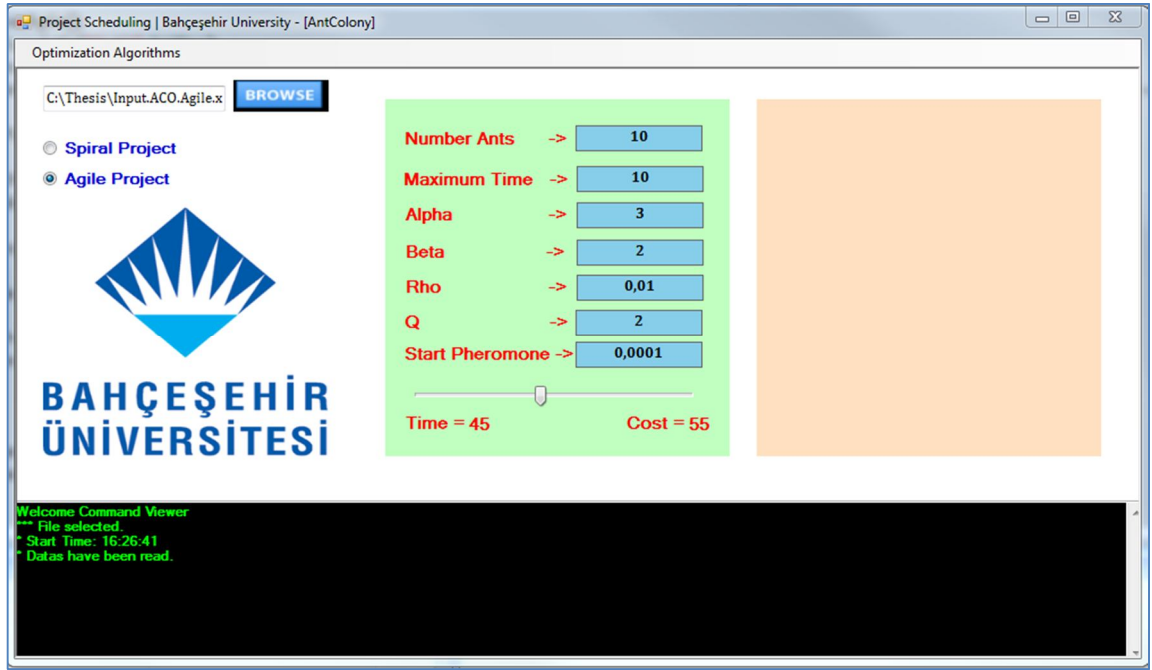 Project Scheduling | Bahçeşehir University - [AntColony]
Optimization Algorithms
C:\Thesis\Input.ACO.Agile.x
BROWSE
Spiral Project
Agile Project
BAHÇEŞEHİR
ÜNİVERSİTESİ
Number Ants -> 10
Maximum Time -> 10
Alpha -> 3
Beta -> 2
Rho -> 0,01
Q -> 2
Start Pheromone -> 0,0001
Time = 45 Cost = 55
Welcome Command Viewer
*** File selected.
* Start Time: 16:26:41
* Datas have been read.